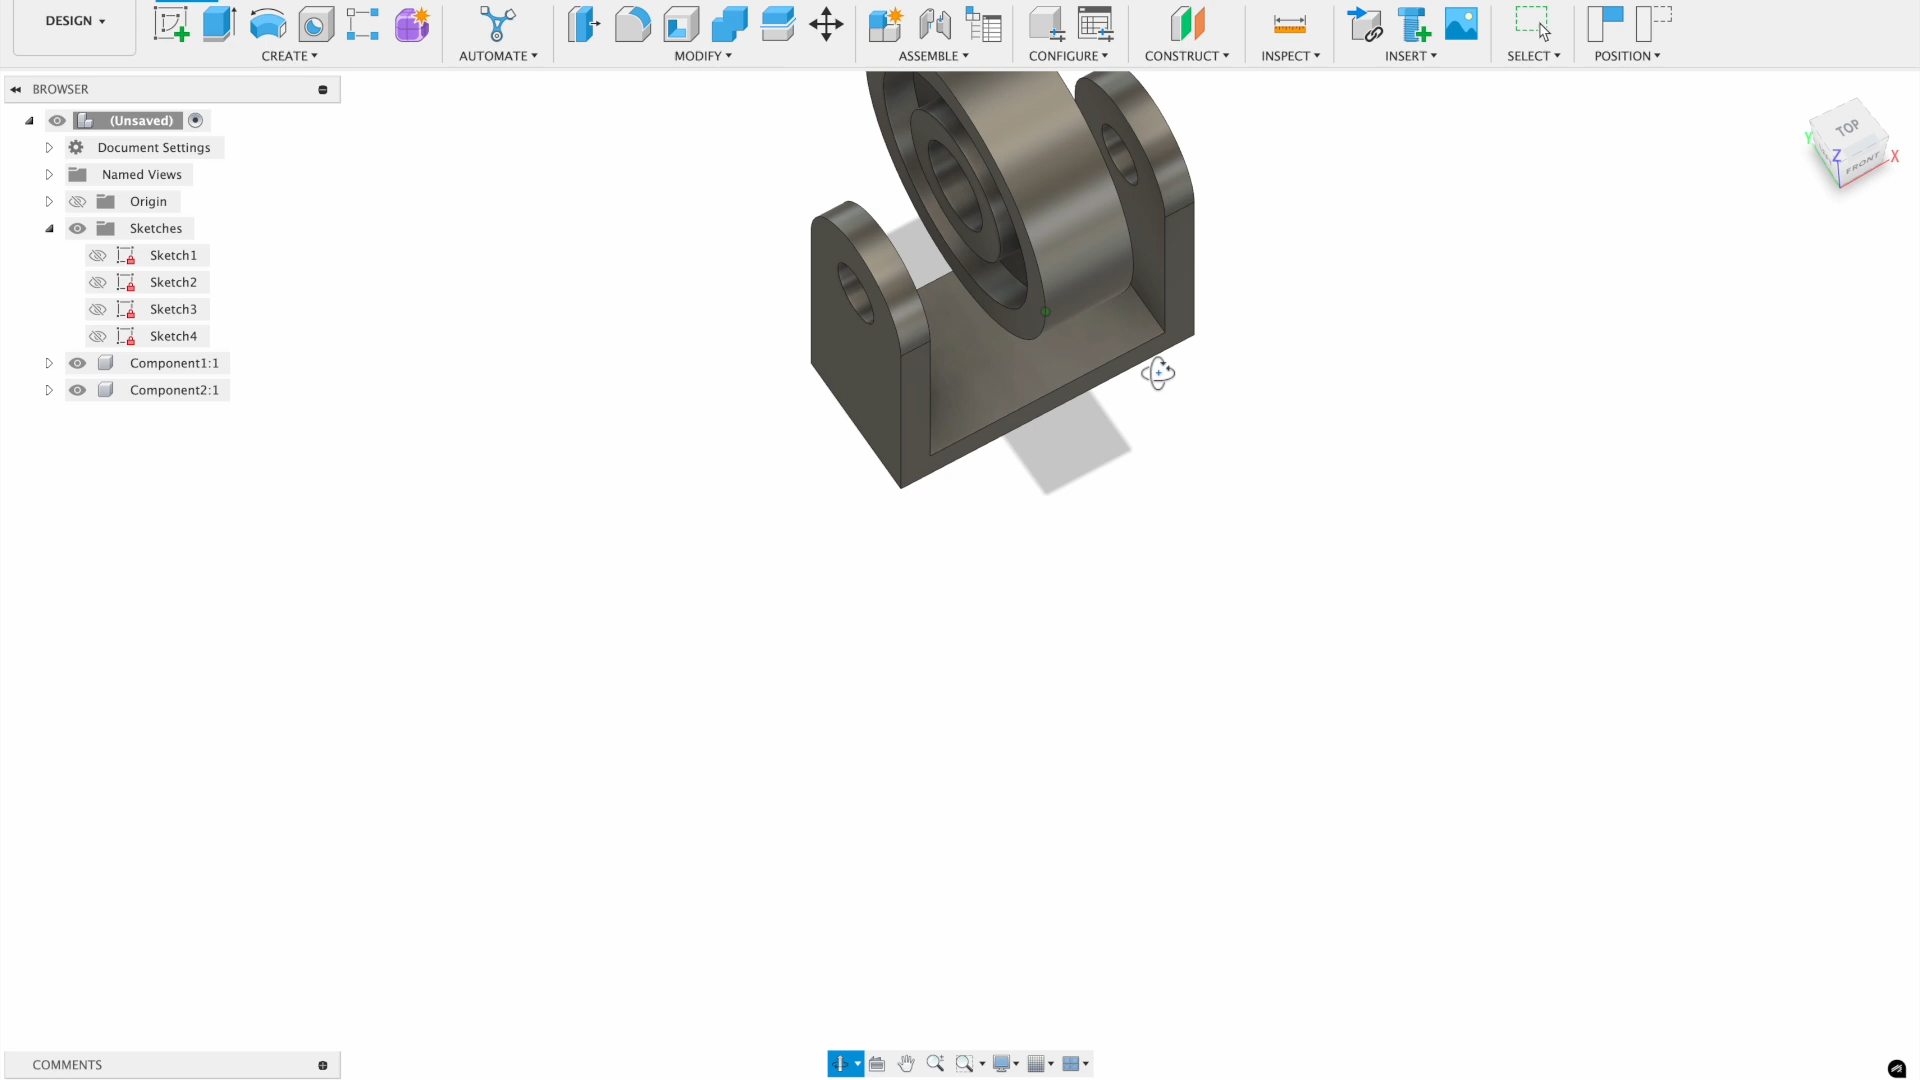 DESIGN
CREATE
AUTOMATE
MODIFY
ASSEMBLE
CONFIGURE
CONSTRUCT
INSPECT
INSERT
SELECT
POSITION
BROWSER
(Unsaved)
Document Settings
Named Views
Origin
Sketches
Sketch1
Sketch2
Sketch3
Sketch4
Component1:1
Component2:1
TOP
FRONT
Y
Z
X
COMMENTS